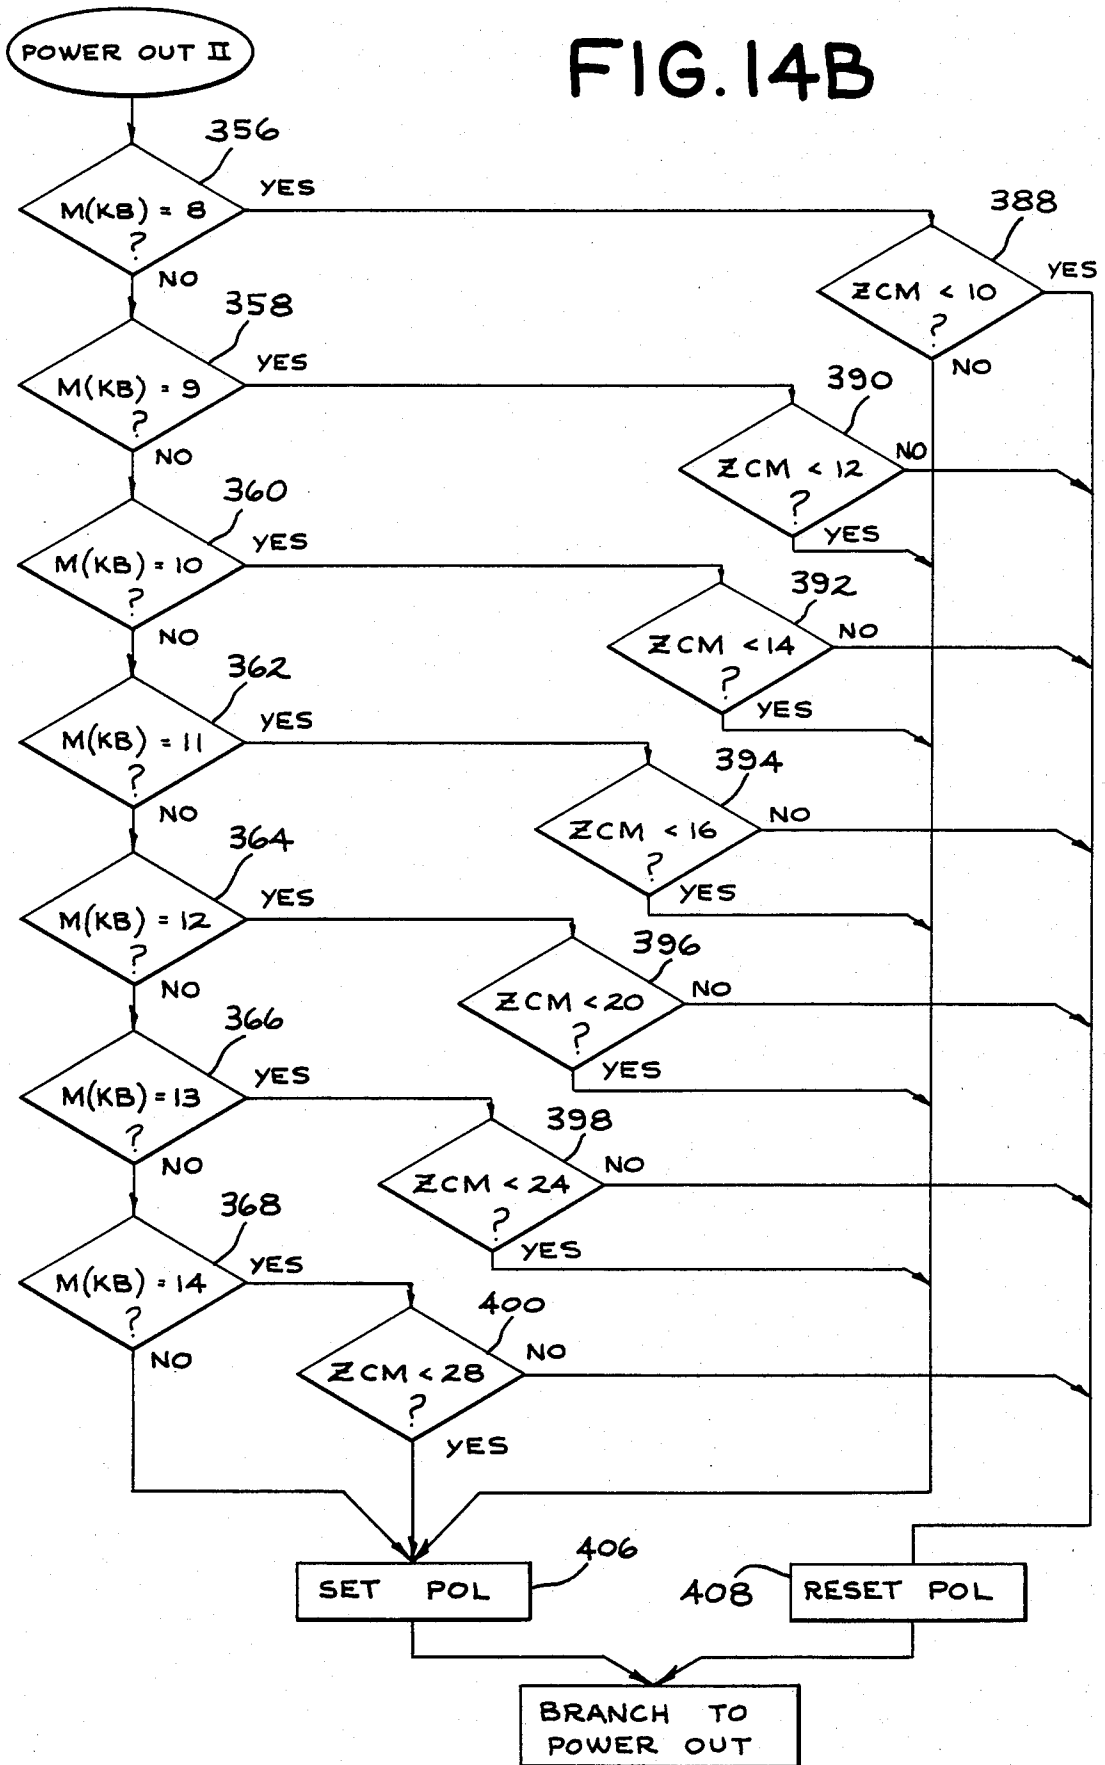 POWER OUT II
FIG. 14B
356
M(KB) = 8
?
YES
NO
388
ZCM < 10
?
YES
NO
358
M(KB) = 9
?
YES
NO
390
ZCM < 12
?
NO
YES
360
M(KB) = 10
?
YES
NO
392
ZCM < 14
?
NO
YES
362
M(KB) = 11
?
YES
NO
394
ZCM < 16
?
NO
YES
364
M(KB) = 12
?
YES
NO
396
ZCM < 20
?
NO
YES
366
M(KB) = 13
?
YES
NO
398
ZCM < 24
?
NO
YES
368
M(KB) = 14
?
YES
NO
400
ZCM < 28
?
NO
YES
SET POL
406
408
RESET POL
BRANCH TO
POWER OUT